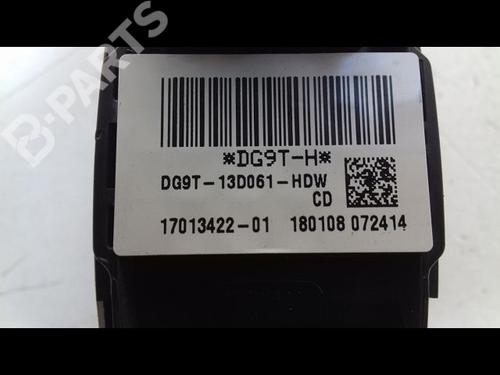 B-PARTS
*DG9T-H*
DG9T-13D061-HDW
CD
17013422-01 180108 072414